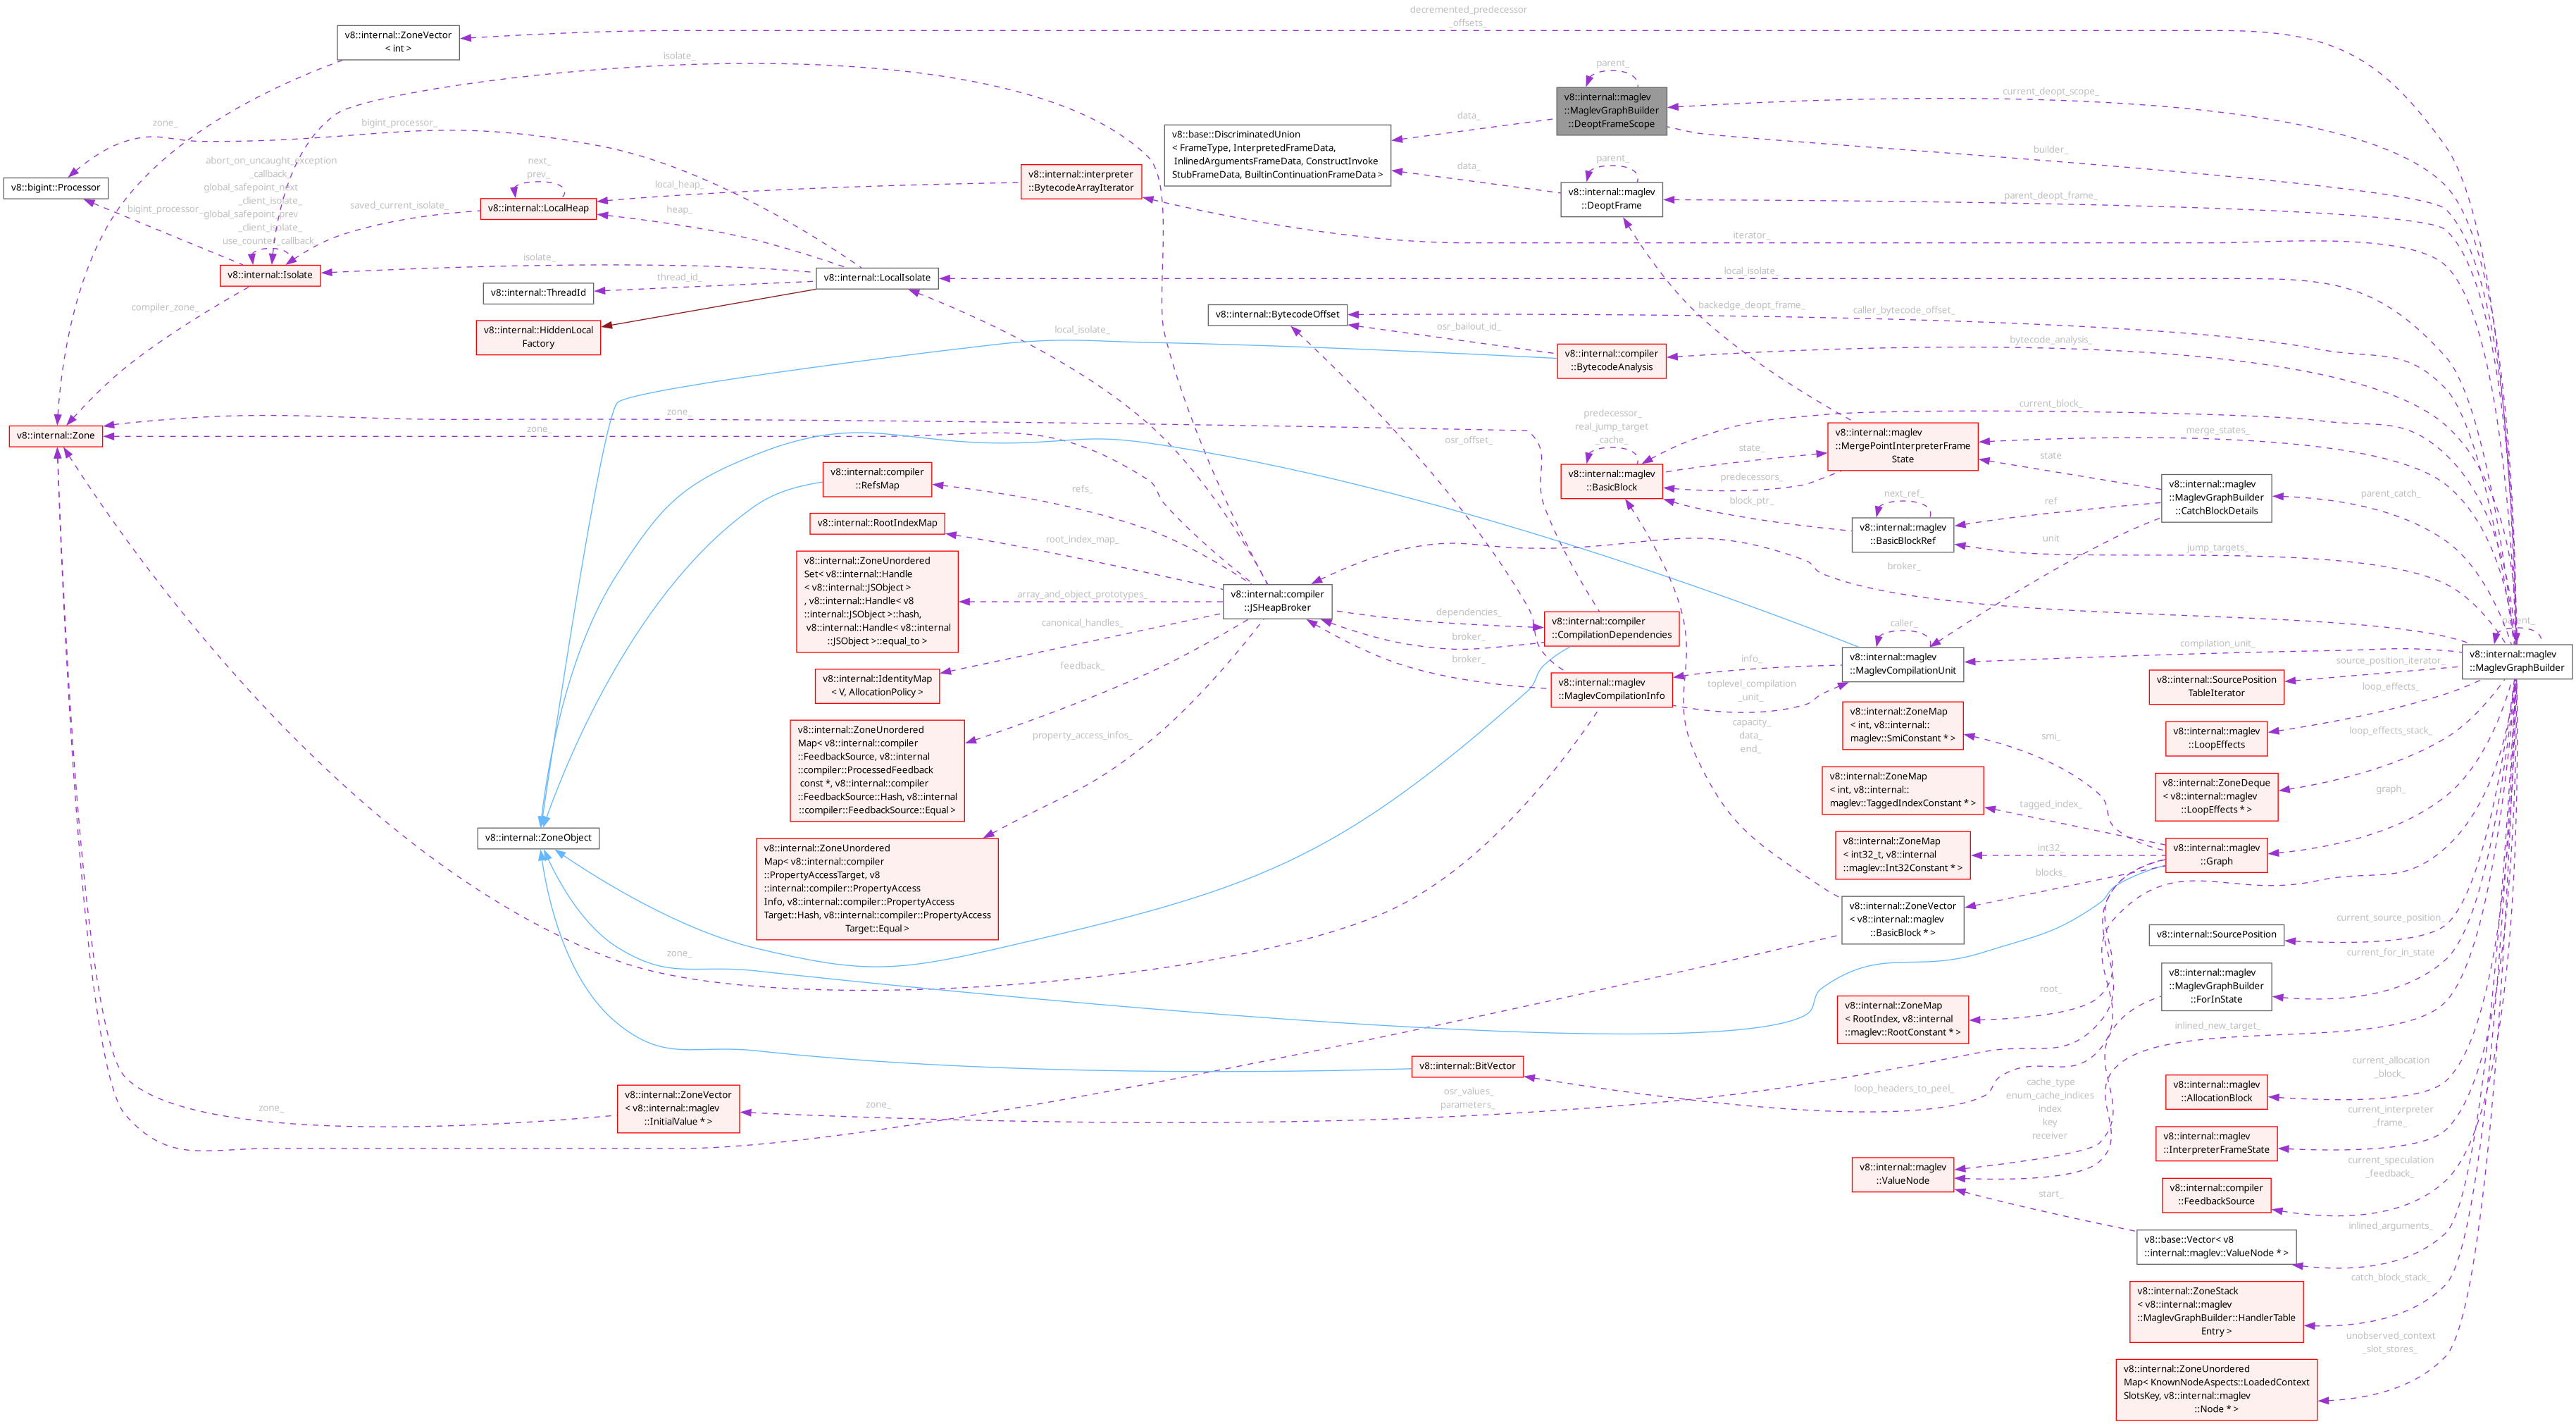 decremented_predecessor
_offsets_
v8::internal::ZoneVector
< int >
isolate_
parent_
v8::internal::maglev
::MaglevGraphBuilder
::DeoptFrameScope
current_deopt_scope_
data_
zone_
bigint_processor_
v8::base::DiscriminatedUnion
< FrameType, InterpretedFrameData,
InlinedArgumentsFrameData, ConstructInvoke
StubFrameData, BuiltinContinuationFrameData >
builder_
abort_on_uncaught_exception
_callback_
global_safepoint_next
_client_isolate_
global_safepoint_prev
_client_isolate_
use_counter_callback_
next_
prev_
v8::internal::interpreter
::BytecodeArrayIterator
local_heap_
data_
parent_
v8::bigint::Processor
v8::internal::maglev
::DeoptFrame
parent_deopt_frame_
bigint_processor_
saved_current_isolate_
v8::internal::LocalHeap
heap_
iterator_
v8::internal::Isolate
isolate_
v8::internal::LocalIsolate
local_isolate_
thread_id_
v8::internal::ThreadId
compiler_zone_
backedge_deopt_frame_
caller_bytecode_offset_
v8::internal::BytecodeOffset
osr_bailout_id_
v8::internal::HiddenLocal
Factory
local_isolate_
v8::internal::compiler
::BytecodeAnalysis
bytecode_analysis_
zone_
predecessor_
real_jump_target
_cache_
current_block_
v8::internal::Zone
zone_
osr_offset_
state_
v8::internal::maglev
::MergePointInterpreterFrame
State
merge_states_
state
v8::internal::compiler
::RefsMap
refs_
v8::internal::maglev
::BasicBlock
predecessors_
block_ptr_
next_ref_
ref
v8::internal::maglev
::MaglevGraphBuilder
::CatchBlockDetails
parent_catch_
v8::internal::RootIndexMap
root_index_map_
v8::internal::maglev
::BasicBlockRef
unit
jump_targets_
v8::internal::ZoneUnordered
Set< v8::internal::Handle
< v8::internal::JSObject >
, v8::internal::Handle< v8
::internal::JSObject >::hash,
v8::internal::Handle< v8::internal
::JSObject >::equal_to >
array_and_object_prototypes_
v8::internal::compiler
::JSHeapBroker
broker_
dependencies_
broker_
v8::internal::compiler
::CompilationDependencies
caller_
parent_
canonical_handles_
v8::internal::IdentityMap
< V, AllocationPolicy >
feedback_
broker_
v8::internal::maglev
::MaglevCompilationInfo
info_
toplevel_compilation
_unit_
v8::internal::maglev
::MaglevCompilationUnit
compilation_unit_
source_position_iterator_
v8::internal::maglev
::MaglevGraphBuilder
v8::internal::SourcePosition
TableIterator
loop_effects_
v8::internal::ZoneUnordered
Map< v8::internal::compiler
::FeedbackSource, v8::internal
::compiler::ProcessedFeedback
const *, v8::internal::compiler
::FeedbackSource::Hash, v8::internal
::compiler::FeedbackSource::Equal >
property_access_infos_
capacity_
data_
end_
v8::internal::ZoneMap
< int, v8::internal::
maglev::SmiConstant * >
smi_
v8::internal::maglev
::LoopEffects
loop_effects_stack_
v8::internal::ZoneMap
< int, v8::internal::
maglev::TaggedIndexConstant * >
tagged_index_
v8::internal::ZoneDeque
< v8::internal::maglev
::LoopEffects * >
graph_
v8::internal::ZoneObject
v8::internal::ZoneUnordered
Map< v8::internal::compiler
::PropertyAccessTarget, v8
::internal::compiler::PropertyAccess
Info, v8::internal::compiler::PropertyAccess
Target::Hash, v8::internal::compiler::PropertyAccess
Target::Equal >
v8::internal::ZoneMap
< int32_t, v8::internal
::maglev::Int32Constant * >
int32_
v8::internal::maglev
::Graph
blocks_
v8::internal::ZoneVector
< v8::internal::maglev
::BasicBlock * >
zone_
v8::internal::SourcePosition
current_source_position_
current_for_in_state
v8::internal::maglev
::MaglevGraphBuilder
::ForInState
v8::internal::ZoneMap
< RootIndex, v8::internal
::maglev::RootConstant * >
root_
inlined_new_target_
v8::internal::BitVector
loop_headers_to_peel_
v8::internal::maglev
::AllocationBlock
current_allocation
_block_
v8::internal::ZoneVector
< v8::internal::maglev
::InitialValue * >
zone_
zone_
osr_values_
parameters_
cache_type
enum_cache_indices
index
key
receiver
v8::internal::maglev
::InterpreterFrameState
current_interpreter
_frame_
v8::internal::maglev
::ValueNode
start_
v8::internal::compiler
::FeedbackSource
current_speculation
_feedback_
v8::base::Vector< v8
::internal::maglev::ValueNode * >
inlined_arguments_
v8::internal::ZoneStack
< v8::internal::maglev
::MaglevGraphBuilder::HandlerTable
Entry >
catch_block_stack_
v8::internal::ZoneUnordered
Map< KnownNodeAspects::LoadedContext
SlotsKey, v8::internal::maglev
::Node * >
unobserved_context
_slot_stores_